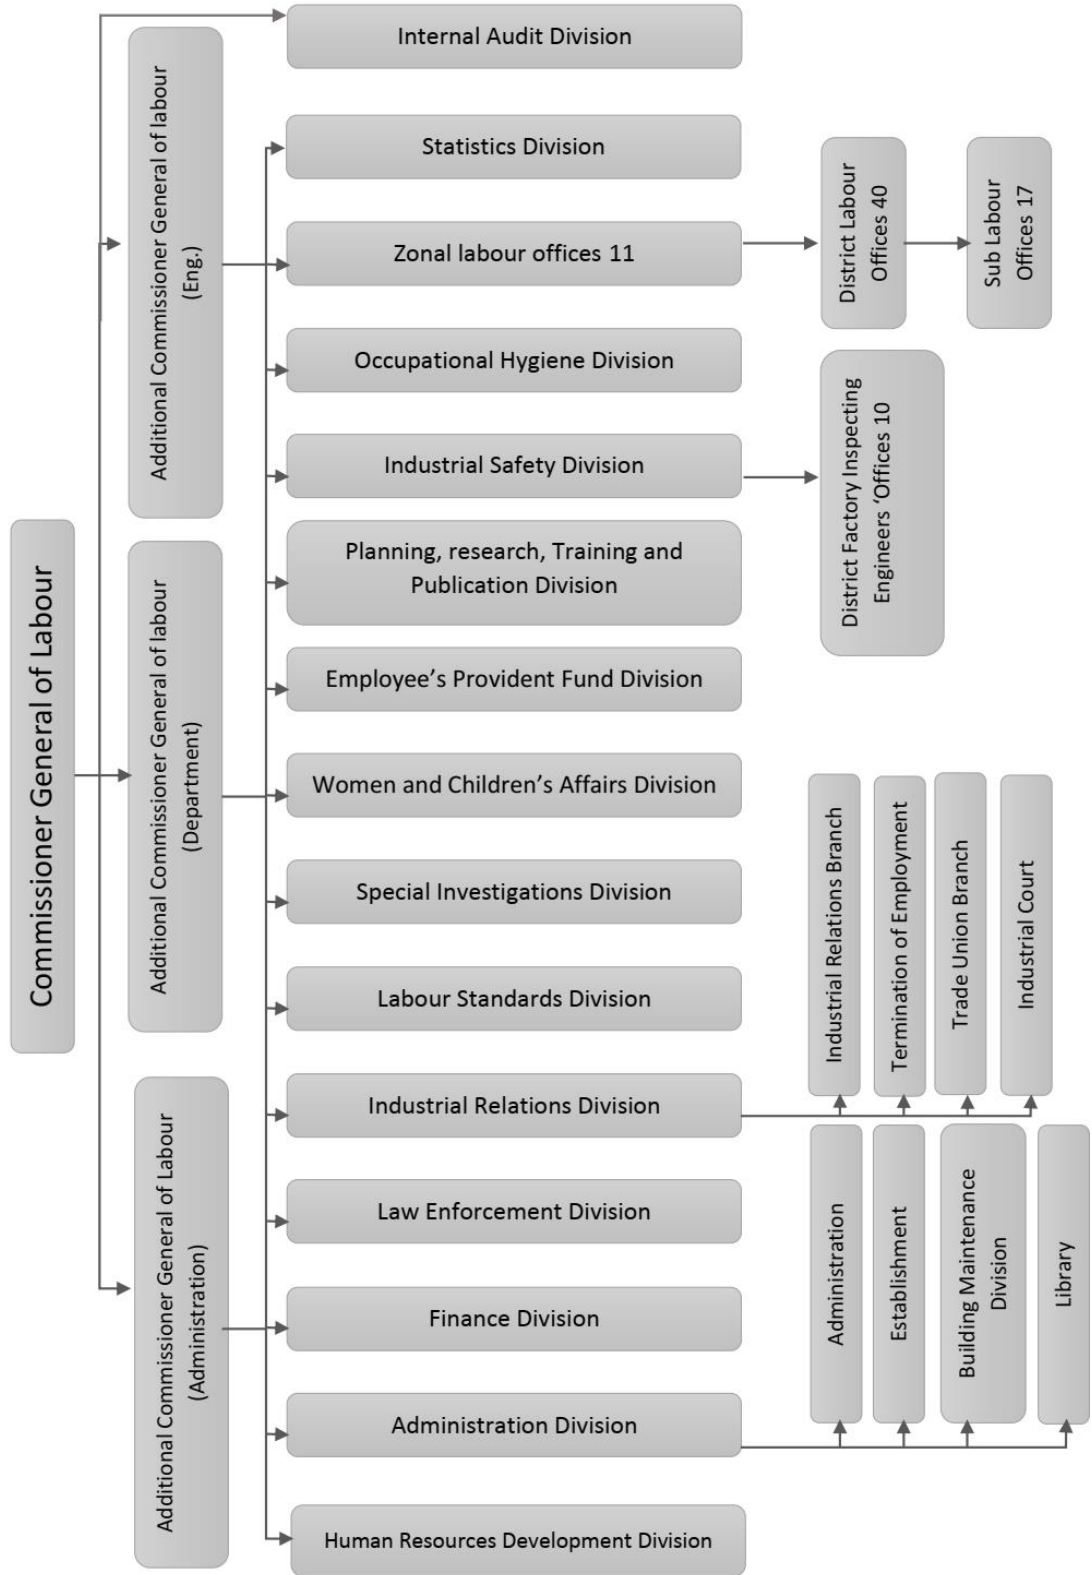 Commissioner General of Labour
Additional Commissioner General of labour
(Eng.)
Additional Commissioner General of labour
(Department)
Additional Commissioner General of Labour
(Administration)
Internal Audit Division
Statistics Division
Zonal labour offices 11
Occupational Hygiene Division
Industrial Safety Division
Planning, research, Training and
Publication Division
Employee’s Provident Fund Division
Women and Children’s Affairs Division
Special Investigations Division
Labour Standards Division
Industrial Relations Division
Law Enforcement Division
Finance Division
Administration Division
Human Resources Development Division
District Labour
Offices 40
Sub Labour
Offices 17
District Factory Inspecting
Engineers ‘Offices 10
Industrial Relations Branch
Termination of Employment
Trade Union Branch
Industrial Court
Administration
Establishment
Building Maintenance
Division
Library